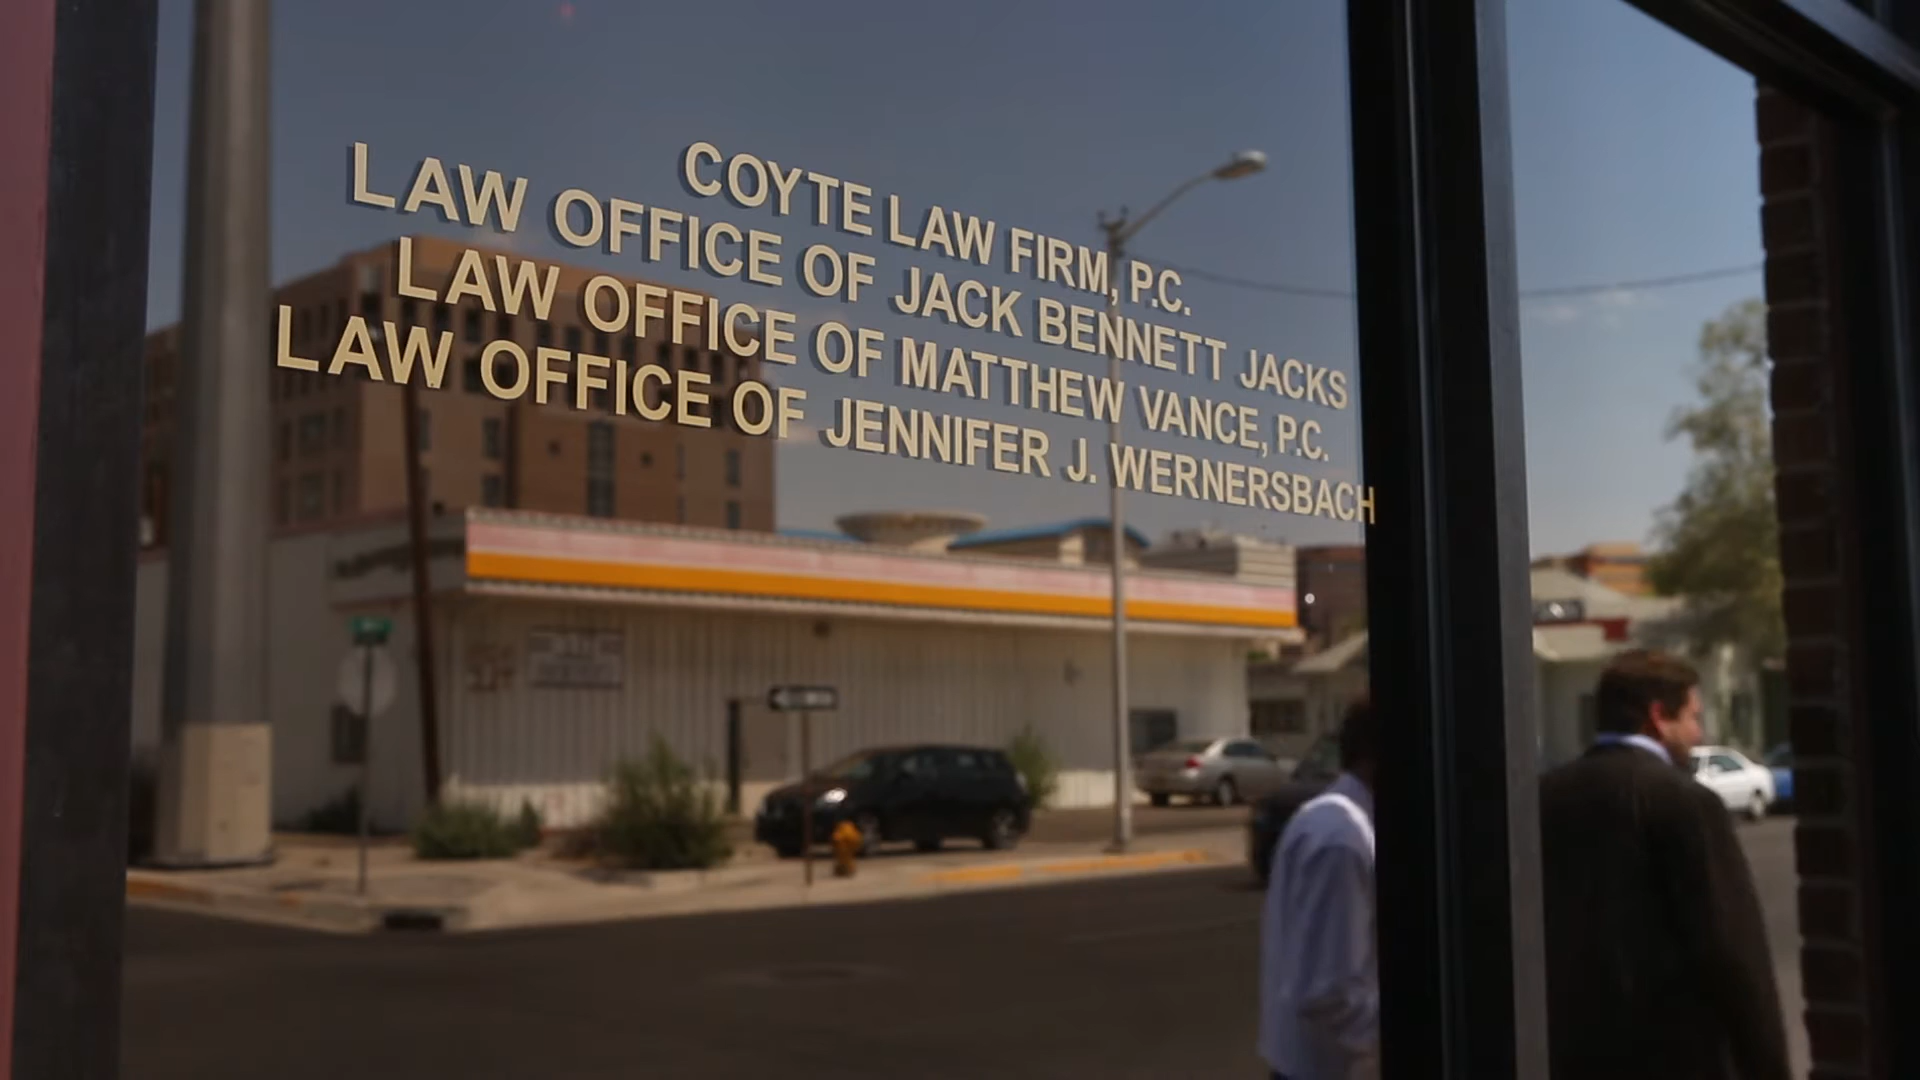 COYTE LAW FIRM, P.C.
LAW OFFICE OF JACK BENNETT JACKS
LAW OFFICE OF MATTHEW VANCE, P.C.
LAW OFFICE OF JENNIFER J. WERNERSBACH